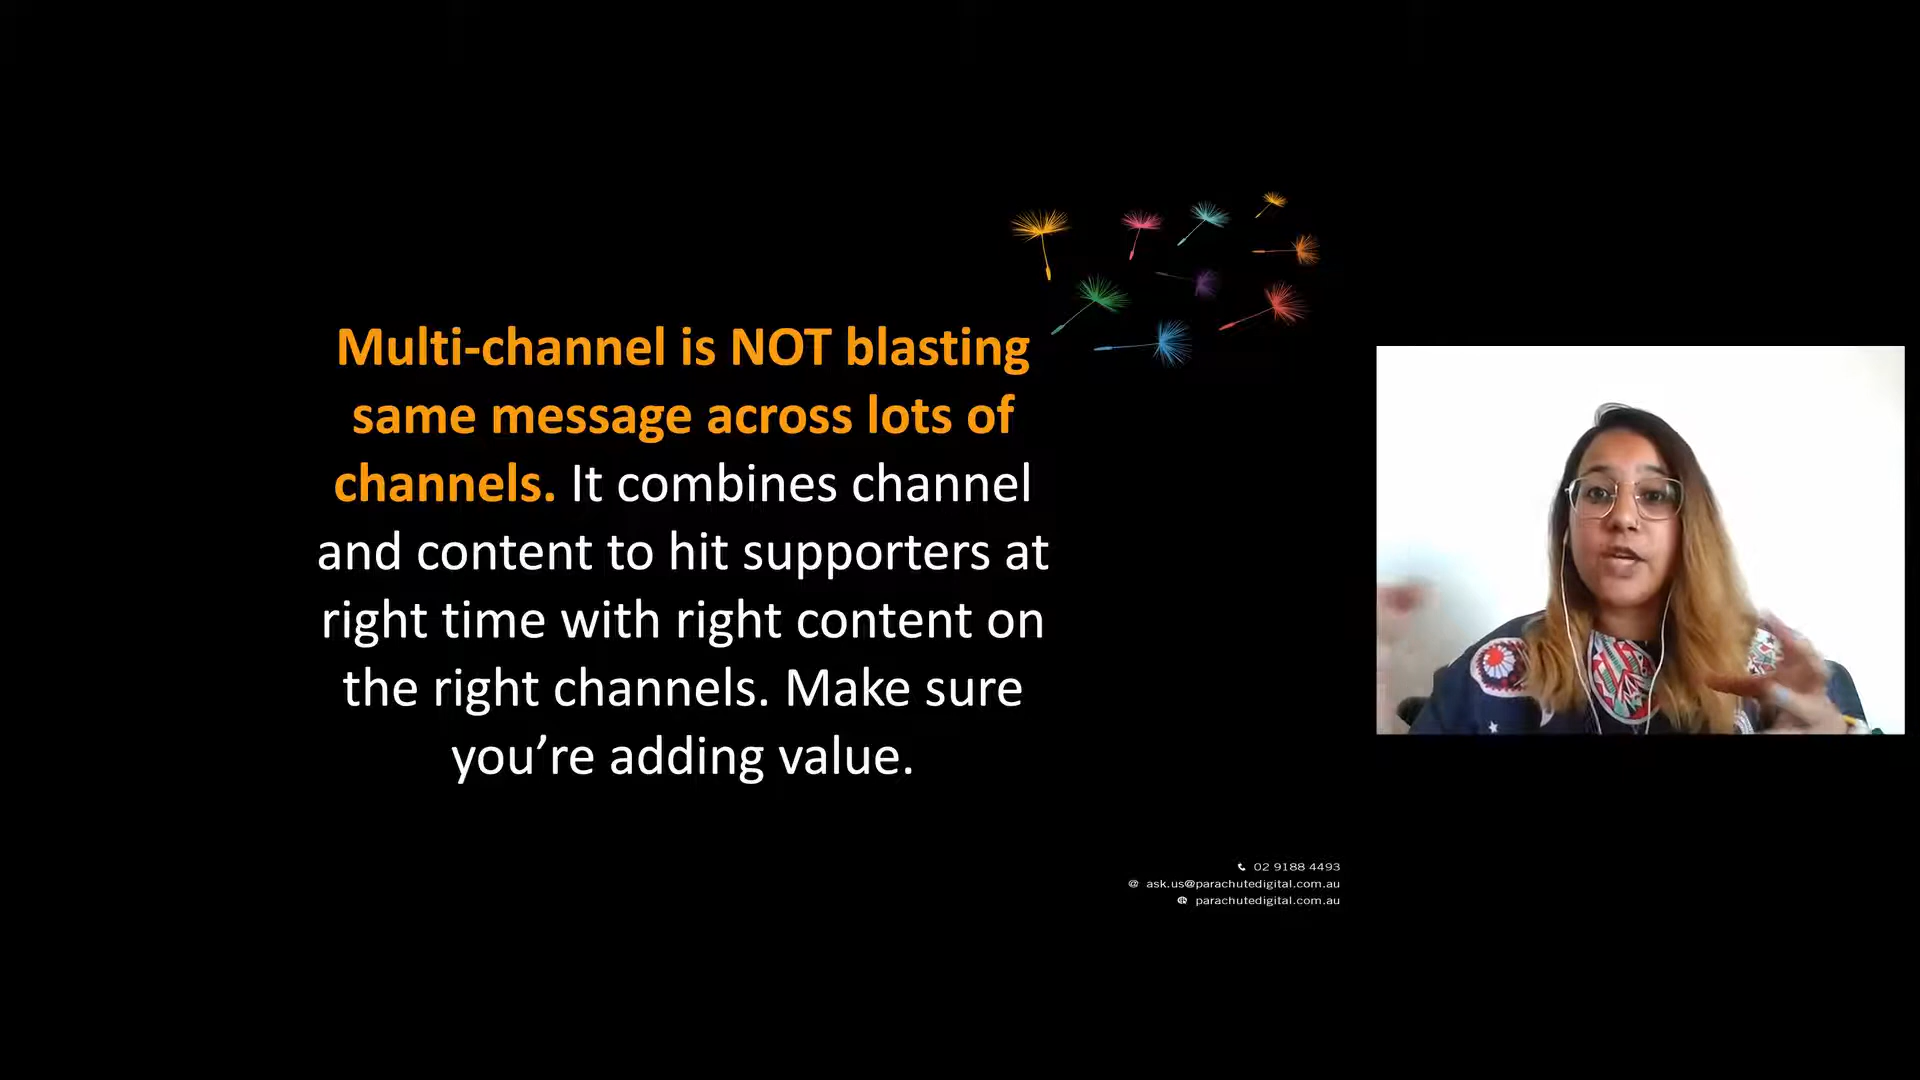 Multi-channel is NOT blasting
same message across lots of
channels. It combines channel
and content to hit supporters at
right time with right content on
the right channels. Make sure
you’re adding value.
02 9188 4493
ask.us@parachutedigital.com.au
parachutedigital.com.au